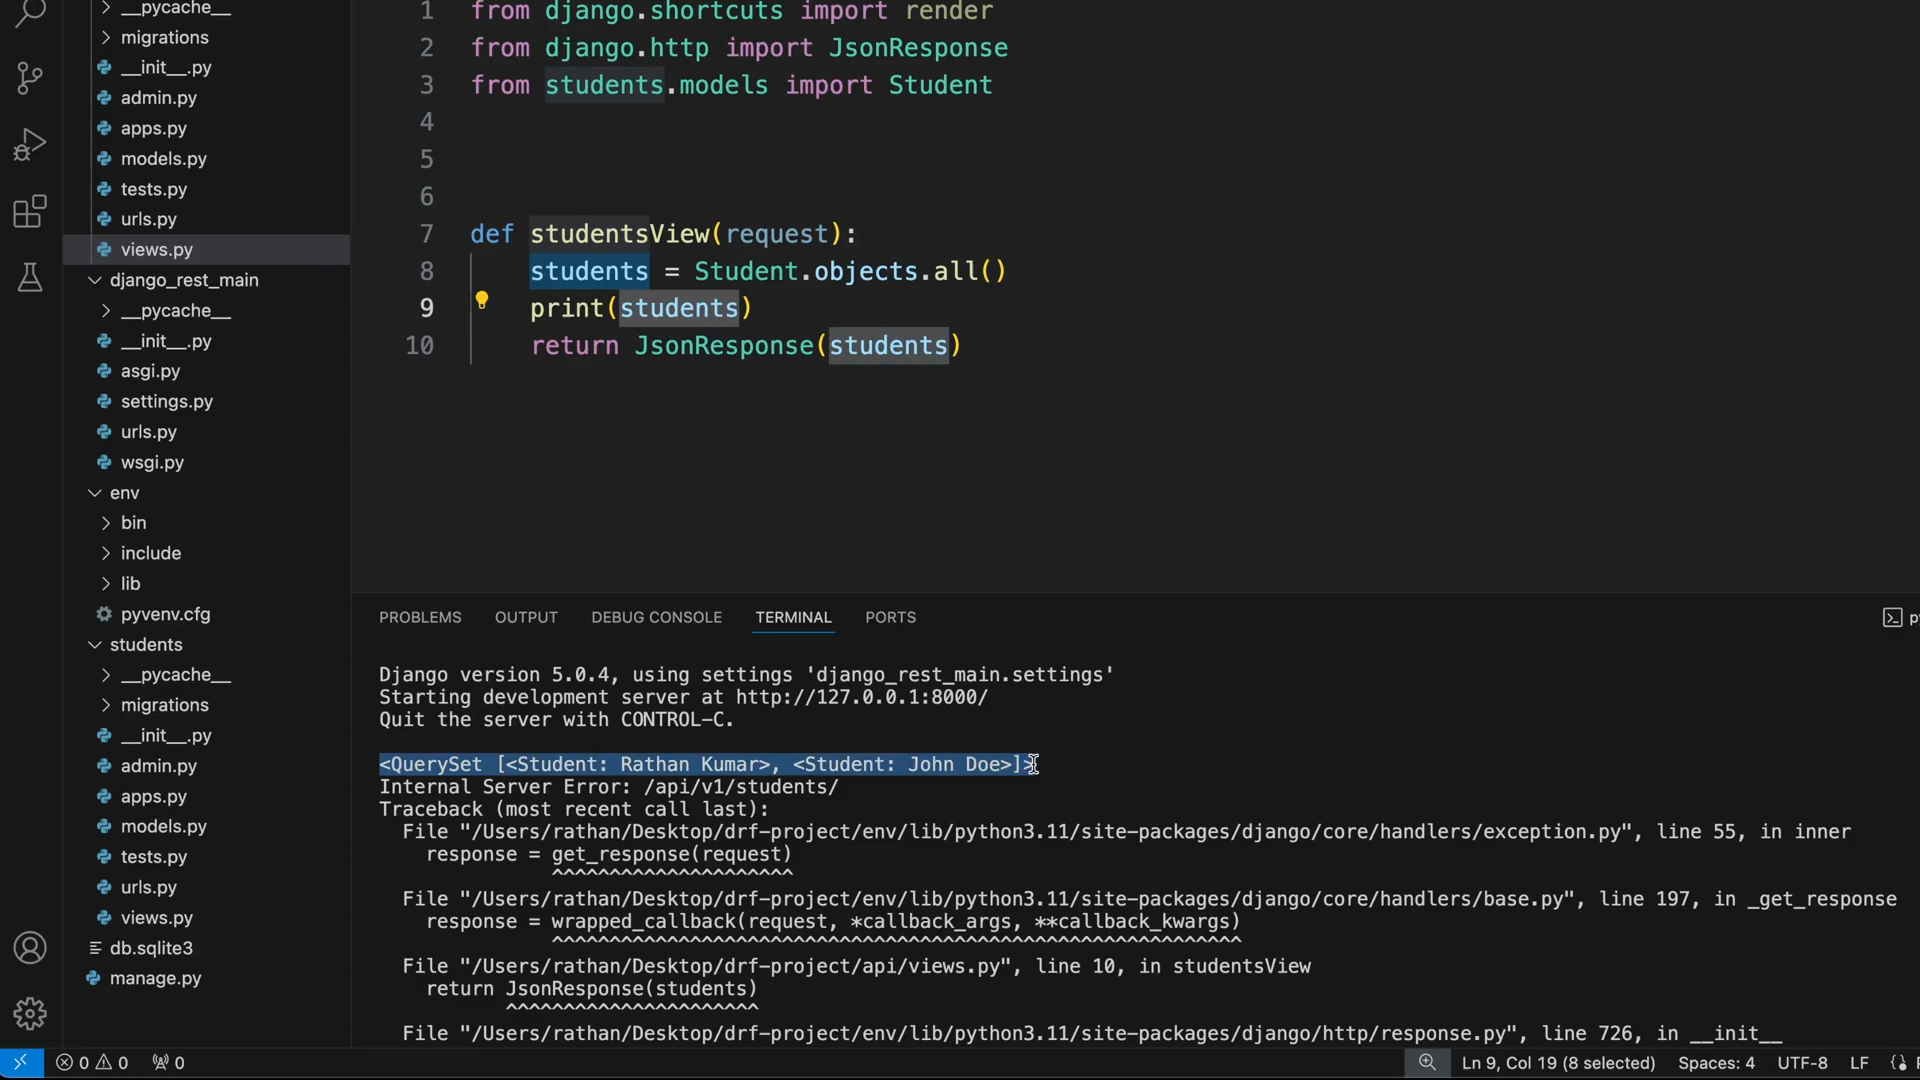 __pycache__
migrations
__init__.py
admin.py
apps.py
models.py
tests.py
urls.py
views.py
django_rest_main
__pycache__
__init__.py
asgi.py
settings.py
urls.py
wsgi.py
env
bin
include
lib
pyvenv.cfg
students
__pycache__
migrations
__init__.py
admin.py
apps.py
models.py
tests.py
urls.py
views.py
db.sqlite3
manage.py
1 from django.shortcuts import render
2 from django.http import JsonResponse
3 from students.models import Student
4
5
6
7 def studentsView(request):
8 students = Student.objects.all()
9 print(students)
10 return JsonResponse(students)
PROBLEMS OUTPUT DEBUG CONSOLE TERMINAL PORTS
Django version 5.0.4, using settings 'django_rest_main.settings'
Starting development server at http://127.0.0.1:8000/
Quit the server with CONTROL-C.
<QuerySet [<Student: Rathan Kumar>, <Student: John Doe>]>
Internal Server Error: /api/v1/students/
Traceback (most recent call last):
File "/Users/rathan/Desktop/drf-project/env/lib/python3.11/site-packages/django/core/handlers/exception.py", line 55, in inner
response = get_response(request)
^^^^^^^^^^^^^^^^^^^^^
File "/Users/rathan/Desktop/drf-project/env/lib/python3.11/site-packages/django/core/handlers/base.py", line 197, in _get_response
response = wrapped_callback(request, *callback_args, **callback_kwargs)
^^^^^^^^^^^^^^^^^^^^^^^^^^^^^^^^^^^^^^^^^^^^^^^^^^^^^^^^^^^^
File "/Users/rathan/Desktop/drf-project/api/views.py", line 10, in studentsView
return JsonResponse(students)
^^^^^^^^^^^^^^^^^^^^^^
File "/Users/rathan/Desktop/drf-project/env/lib/python3.11/site-packages/django/http/response.py", line 726, in __init__
0 0 0 Ln 9, Col 19 (8 selected) Spaces: 4 UTF-8 LF